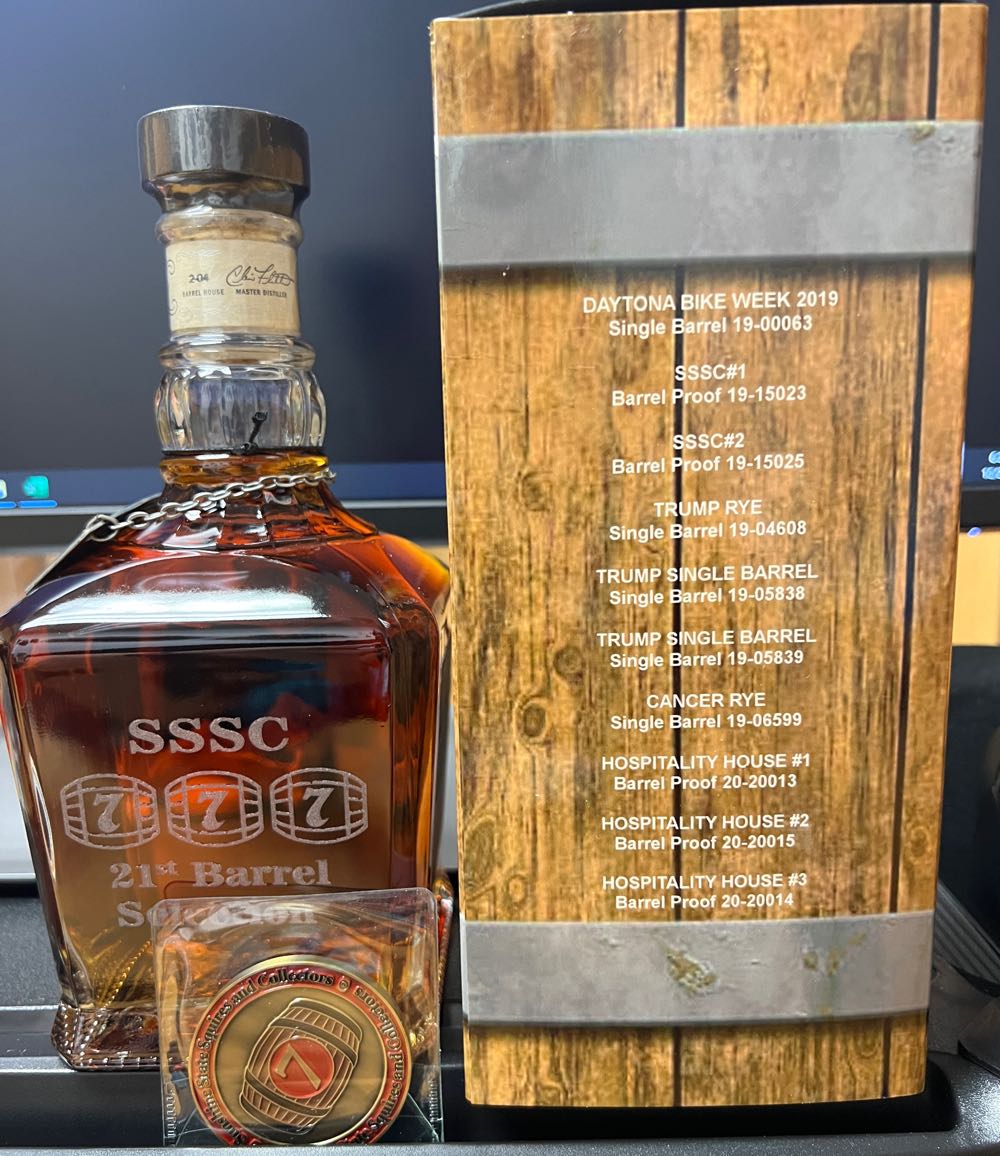 2-04
BARREL HOUSE
MASTER DISTILLER
SSSC
7 7 7
21st Barrel
Selection
Sunshine State Squires and Collectors
7
DAYTONA BIKE WEEK 2019
Single Barrel 19-00063
SSSC#1
Barrel Proof 19-15023
SSSC#2
Barrel Proof 19-15025
TRUMP RYE
Single Barrel 19-04608
TRUMP SINGLE BARREL
Single Barrel 19-05838
TRUMP SINGLE BARREL
Single Barrel 19-05839
CANCER RYE
Single Barrel 19-06599
HOSPITALITY HOUSE #1
Barrel Proof 20-20013
HOSPITALITY HOUSE #2
Barrel Proof 20-20015
HOSPITALITY HOUSE #3
Barrel Proof 20-20014